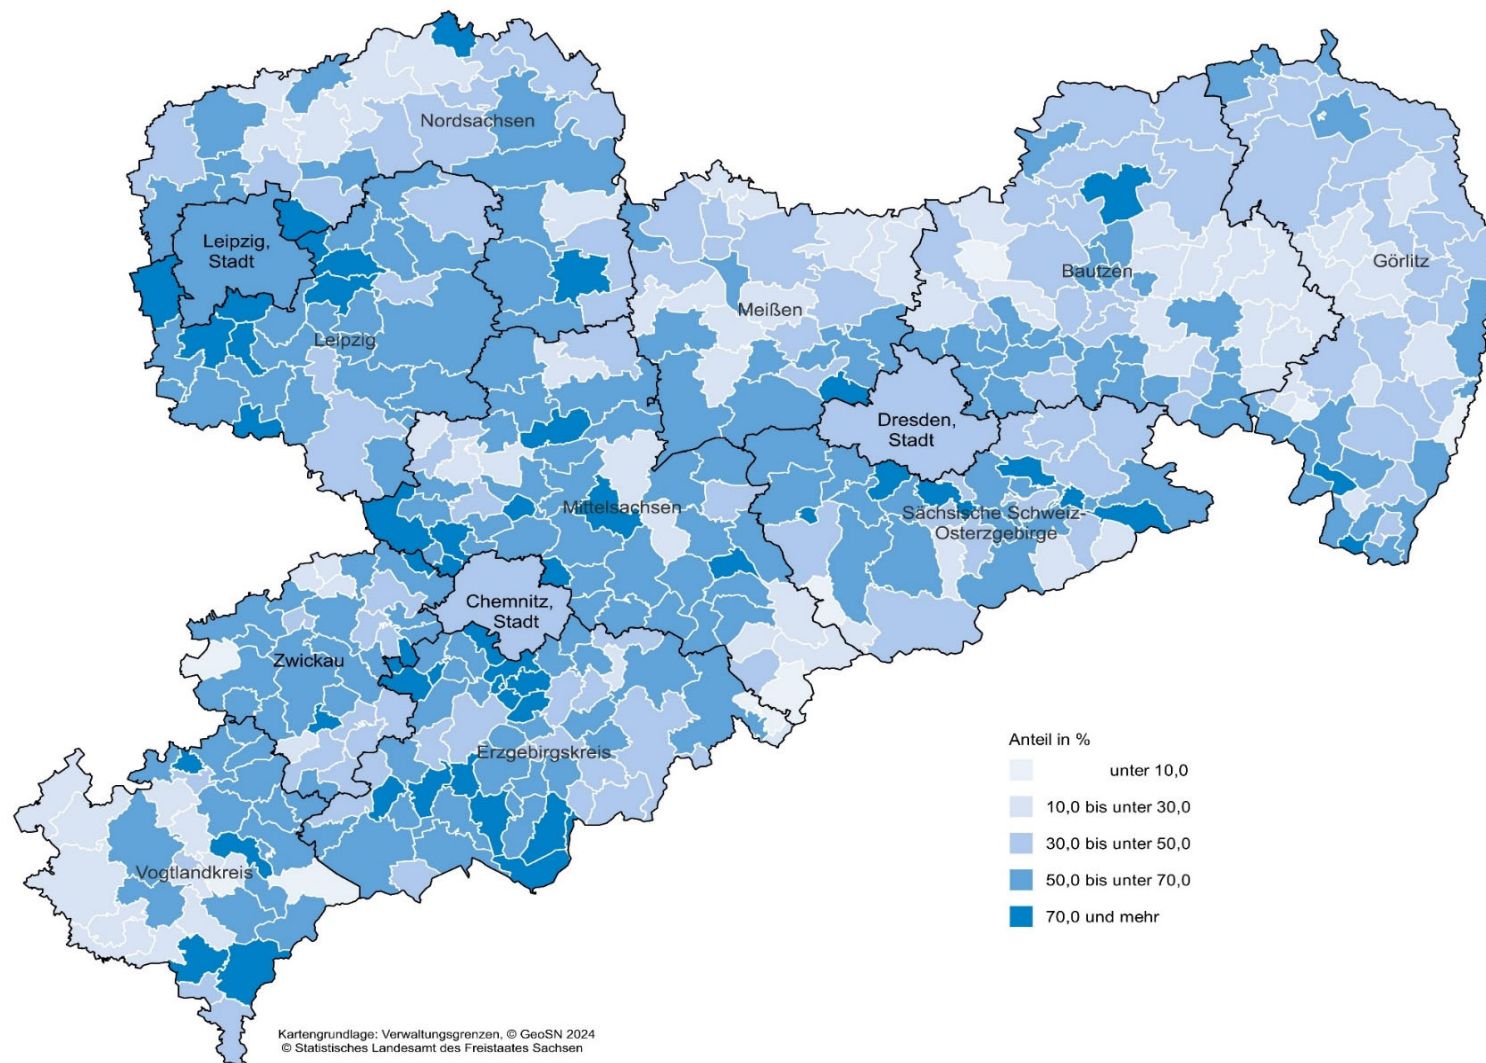 Nordsachsen
Leipzig,
Stadt
Bautzen
Görlitz
Meißen
Leipzig
Dresden,
Stadt
Mittelsachsen
Sächsische Schweiz-
Osterzgebirge
Chemnitz,
Stadt
Zwickau
Erzgebirgskreis
Vogtlandkreis
Anteil in %
unter 10,0
10,0 bis unter 30,0
30,0 bis unter 50,0
50,0 bis unter 70,0
70,0 und mehr
Kartengrundlage: Verwaltungsgrenzen, © GeoSN 2024
© Statistisches Landesamt des Freistaates Sachsen